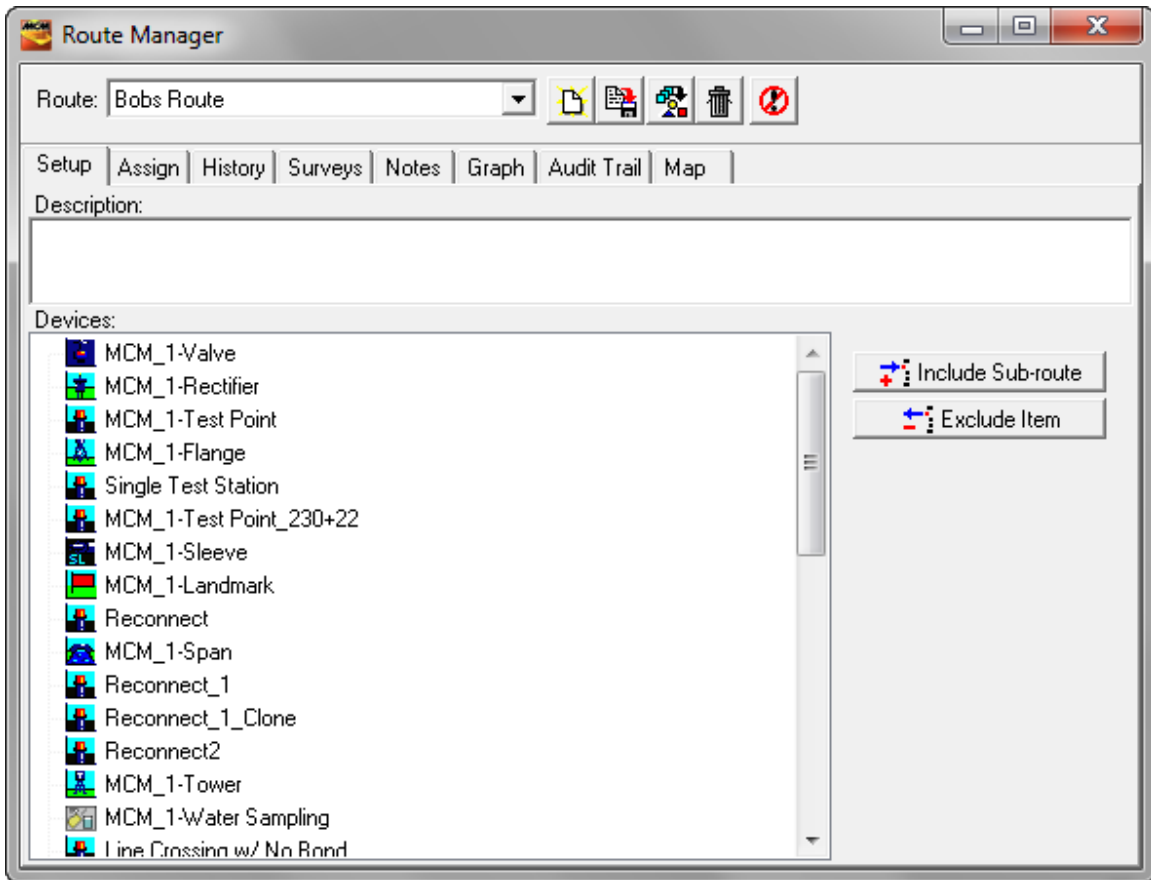 MCM Route Manager
Route: Bobs Route
Setup Assign History Surveys Notes Graph Audit Trail Map
Description:
Devices:
MCM_1-Valve
MCM_1-Rectifier
MCM_1-Test Point
MCM_1-Flange
Single Test Station
MCM_1-Test Point_230+22
SL MCM_1-Sleeve
MCM_1-Landmark
Reconnect
MCM_1-Span
Reconnect_1
Reconnect_1_Clone
Reconnect2
MCM_1-Tower
MCM_1-Water Sampling
Line Crossing w/ No Bond
Include Sub-route
Exclude Item